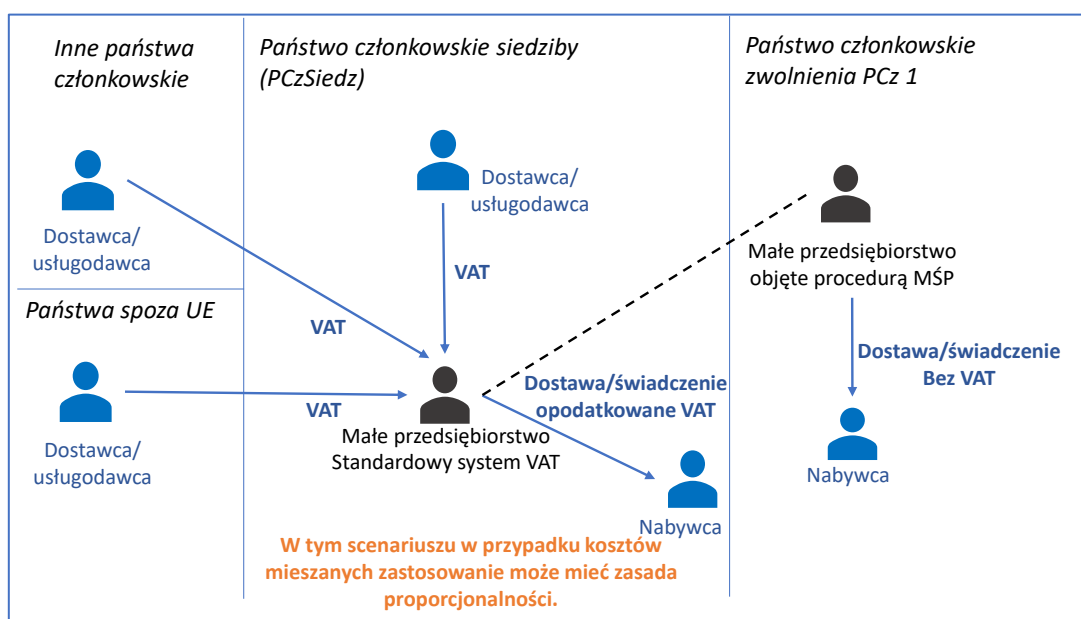 Inne państwa
członkowskie
Dostawca/
usługodawca
Państwa spoza UE
Dostawca/
usługodawca
Państwo członkowskie siedziby
(PCzSiedz)
Dostawca/
usługodawca
VAT
VAT
VAT
Małe przedsiębiorstwo
Standardowy system VAT
Dostawa/świadczenie
opodatkowane VAT
Nabywca
W tym scenariuszu w przypadku kosztów
mieszanych zastosowanie może mieć zasada
proporcjonalności.
Państwo członkowskie
zwolnienia PCz 1
Małe przedsiębiorstwo
objęte procedurą MŚP
Dostawa/świadczenie
Bez VAT
Nabywca